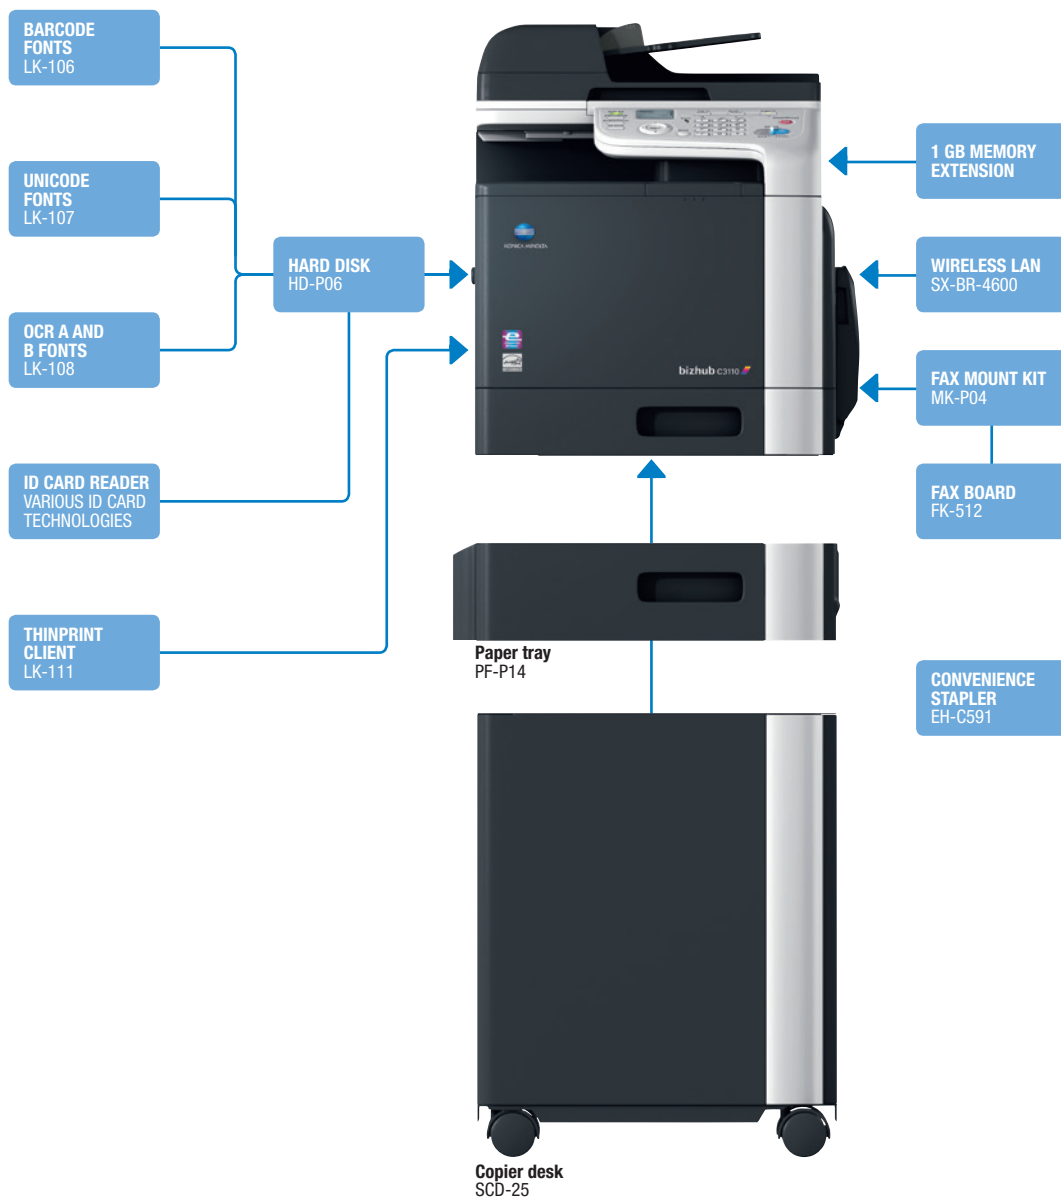 BARCODE
FONTS
LK-106
UNICODE
FONTS
LK-107
OCR A AND
B FONTS
LK-108
ID CARD READER
VARIOUS ID CARD
TECHNOLOGIES
THINPRINT
CLIENT
LK-111
HARD DISK
HD-P06
KONICA MINOLTA
bizhub C3110
1 GB MEMORY
EXTENSION
WIRELESS LAN
SX-BR-4600
FAX MOUNT KIT
MK-P04
FAX BOARD
FK-512
CONVENIENCE
STAPLER
EH-C591
Paper tray
PF-P14
Copier desk
SCD-25